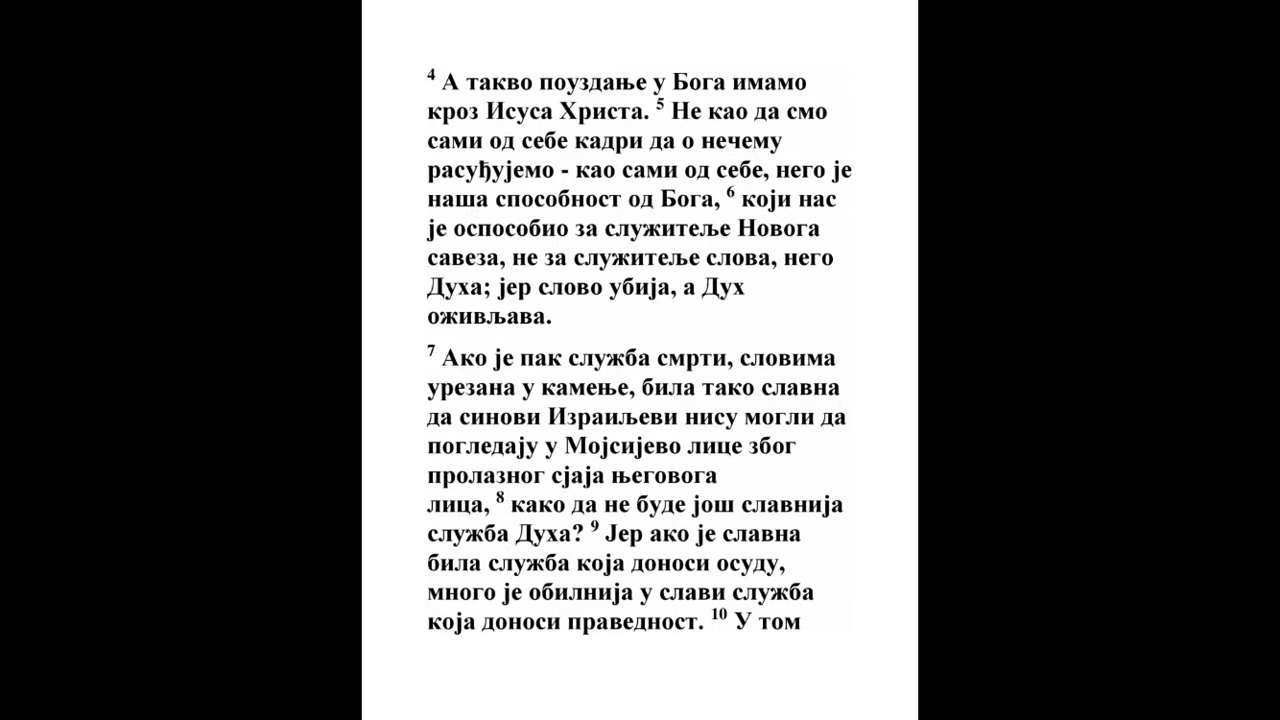 4 А такво поуздање у Бога имамо
кроз Исуса Христа. 5 Не као да смо
сами од себе кадри да о нечему
расуђујемо - као сами од себе, него је
наша способност од Бога, 6 који нас
је оспособио за служитеље Новога
савеза, не за служитеље слова, него
Духа; јер слово убија, а Дух
оживљава.
7 Ако је пак служба смрти, словима
урезана у камење, била тако славна
да синови Израиљеви нису могли да
погледају у Мојсијево лице због
пролазног сјаја његовога
лица, 8 како да не буде још славнија
служба Духа? 9 Јер ако је славна
била служба која доноси осуду,
много је обилнија у слави служба
која доноси праведност. 10 У том